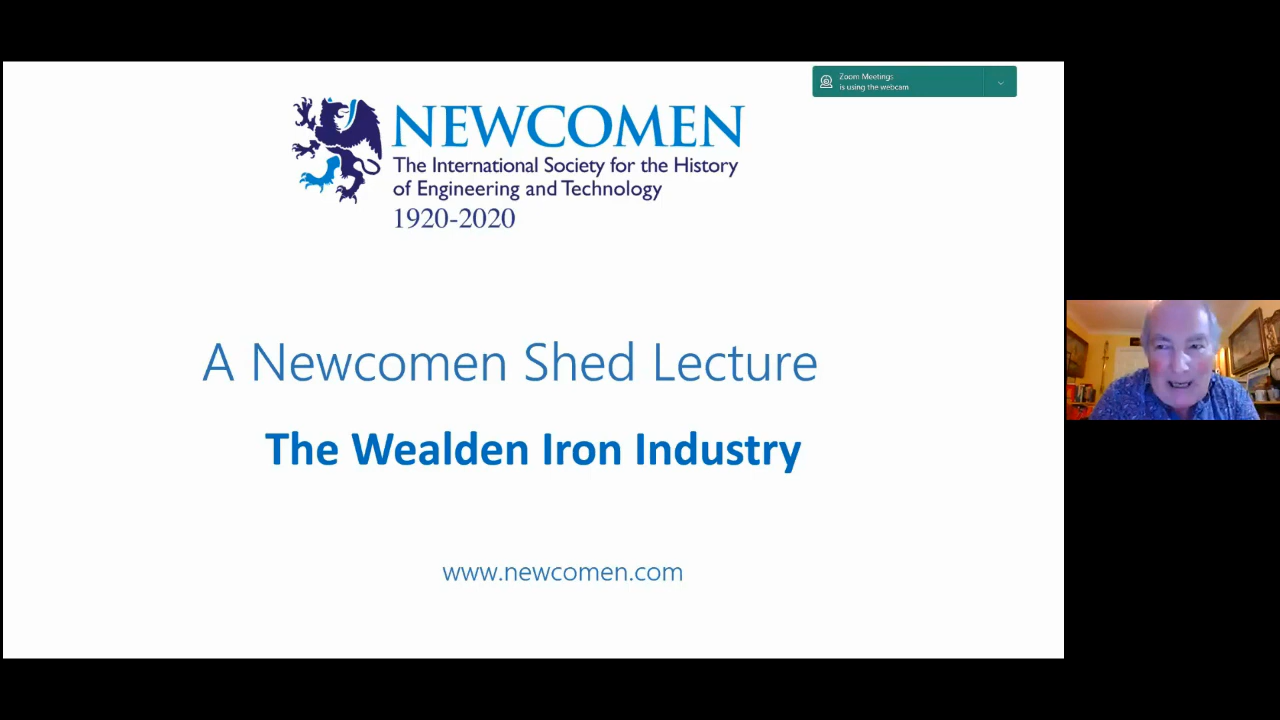 Zoom Meetings
is using the webcam
NEWCOMEN
The International Society for the History
of Engineering and Technology
1920-2020
A Newcomen Shed Lecture
The Wealden Iron Industry
www.newcomen.com